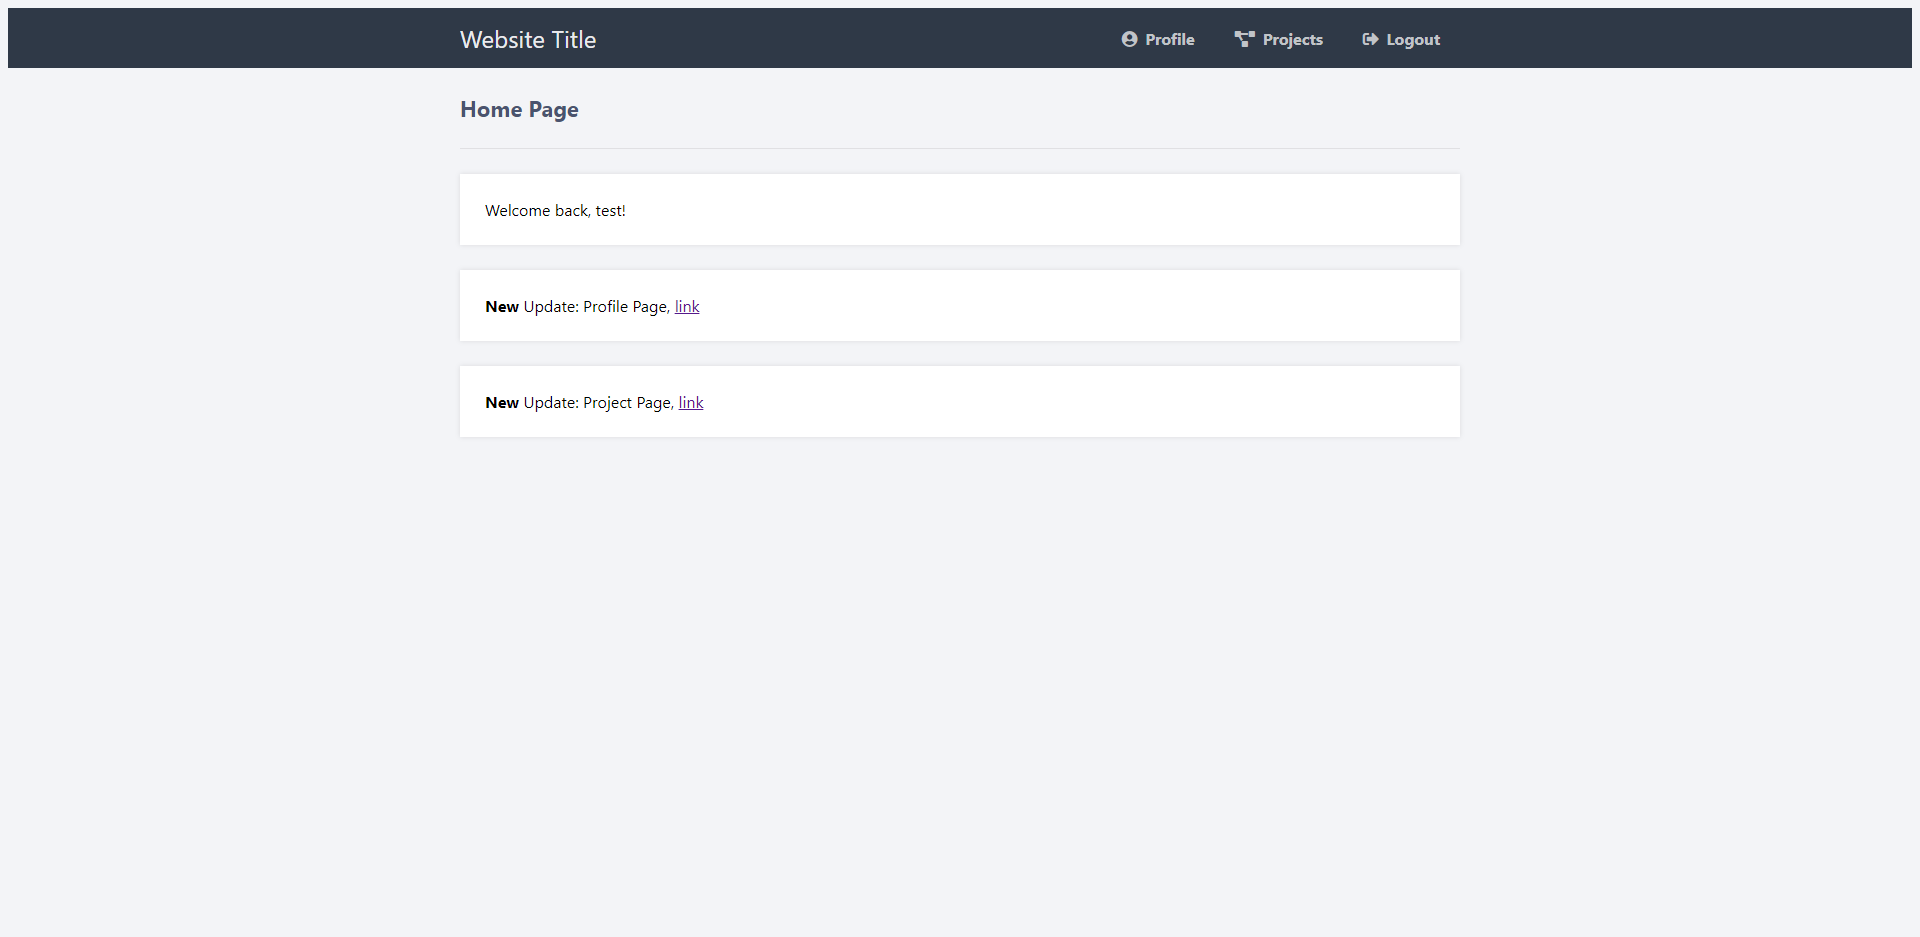 Website Title
Profile
Projects
Logout
Home Page
Welcome back, test!
New Update: Profile Page, link
New Update: Project Page, link